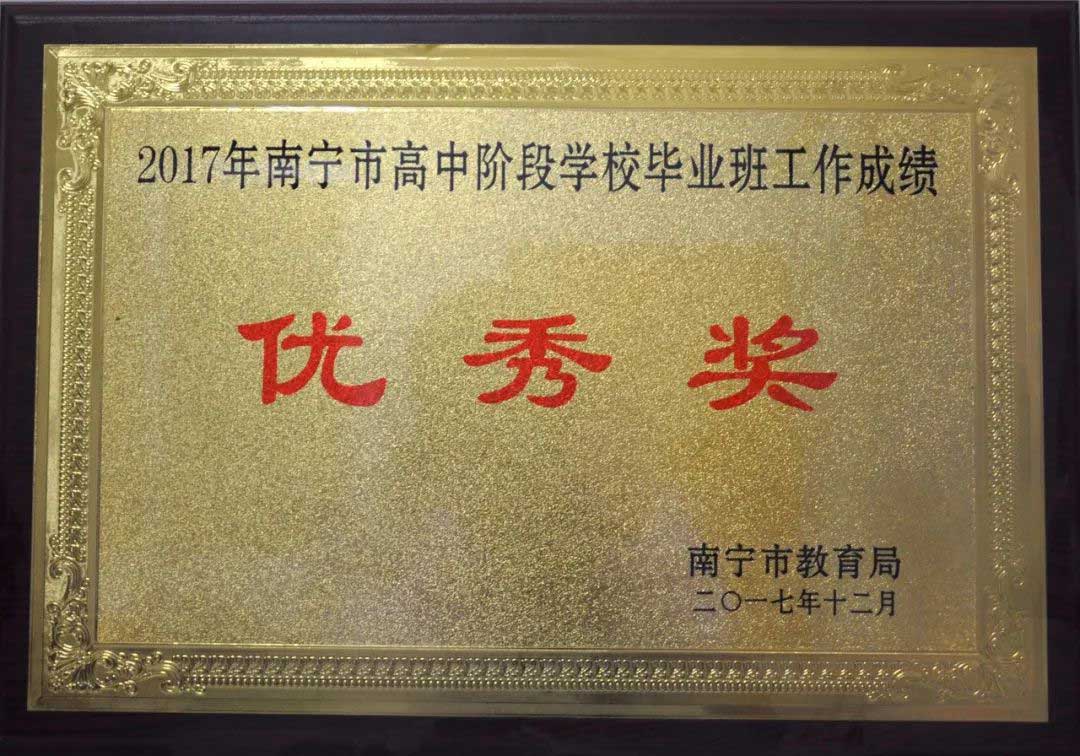 2017年南宁市高中阶段学校毕业班工作成绩
优秀奖
南宁市教育局
二〇一七年十二月